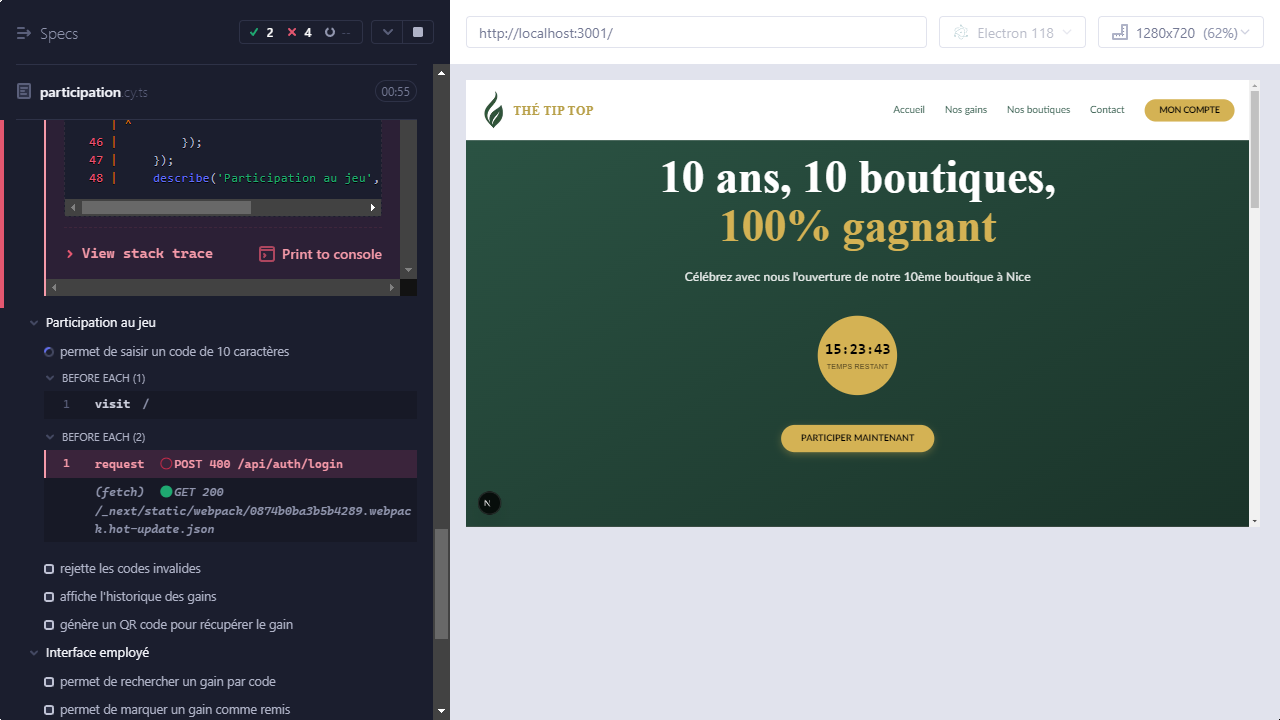 Specs
2
4
--
participation.cy.ts
00:55
| ^
46 | });
47 | });
48 | describe('Participation au jeu',
View stack trace
Print to console
Participation au jeu
permet de saisir un code de 10 caractères
BEFORE EACH (1)
1 visit /
BEFORE EACH (2)
1 request POST 400 /api/auth/login
(fetch) GET 200
/_next/static/webpack/0874b0ba3b5b4289.webpac
k.hot-update.json
rejette les codes invalides
affiche l'historique des gains
génère un QR code pour récupérer le gain
Interface employé
permet de rechercher un gain par code
permet de marquer un gain comme remis
http://localhost:3001/
Electron 118
1280x720 (62%)
THÉ TIP TOP
Accueil
Nos gains
Nos boutiques
Contact
MON COMPTE
10 ans, 10 boutiques,
100% gagnant
Célébrez avec nous l'ouverture de notre 10ème boutique à Nice
15:23:43
TEMPS RESTANT
PARTICIPER MAINTENANT
N